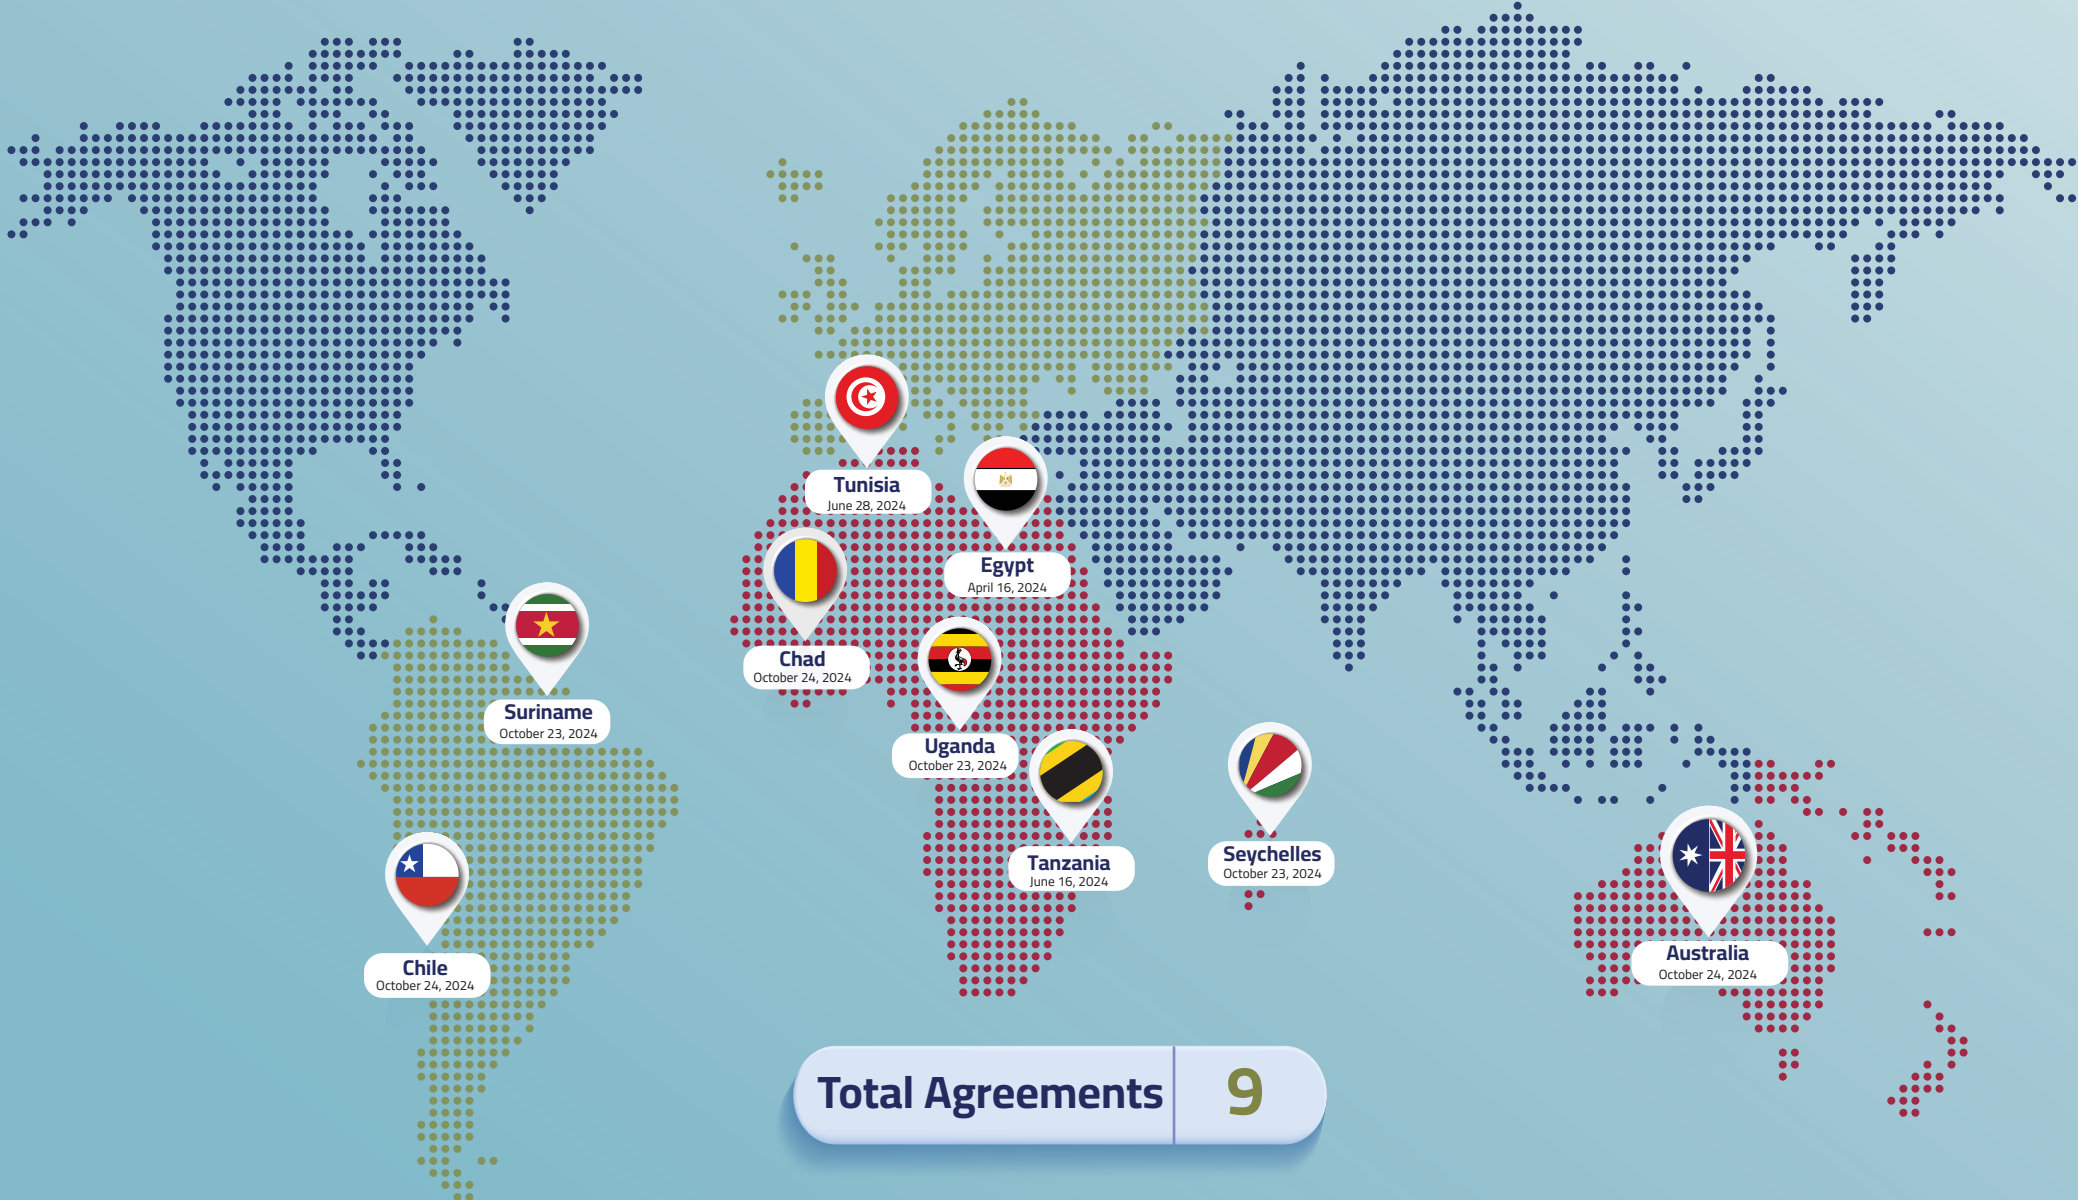 Tunisia
June 28, 2024
Egypt
April 16, 2024
Chad
October 24, 2024
Suriname
October 23, 2024
Uganda
October 23, 2024
Tanzania
June 16, 2024
Seychelles
October 23, 2024
Chile
October 24, 2024
Australia
October 24, 2024
Total Agreements
9